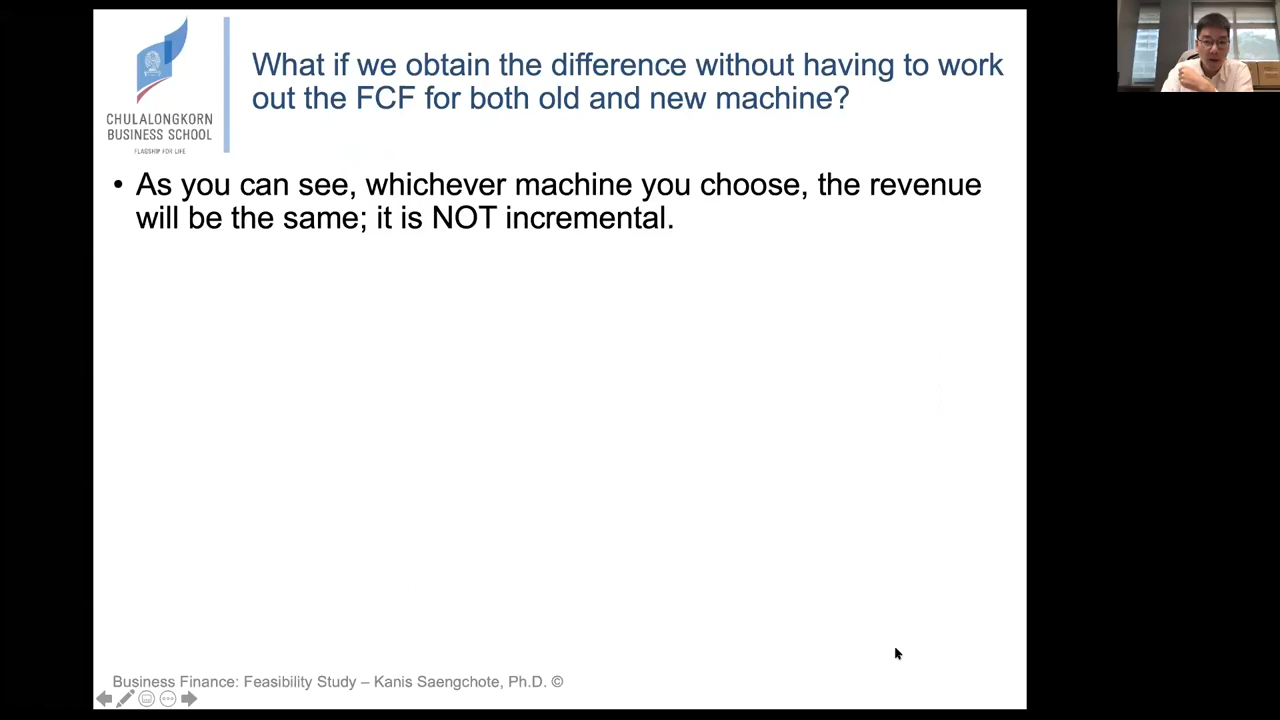 CHULALONGKORN
BUSINESS SCHOOL
FLAGSHIP FOR LIFE
What if we obtain the difference without having to work
out the FCF for both old and new machine?
• As you can see, whichever machine you choose, the revenue
will be the same; it is NOT incremental.
Business Finance: Feasibility Study – Kanis Saengchote, Ph.D. ©